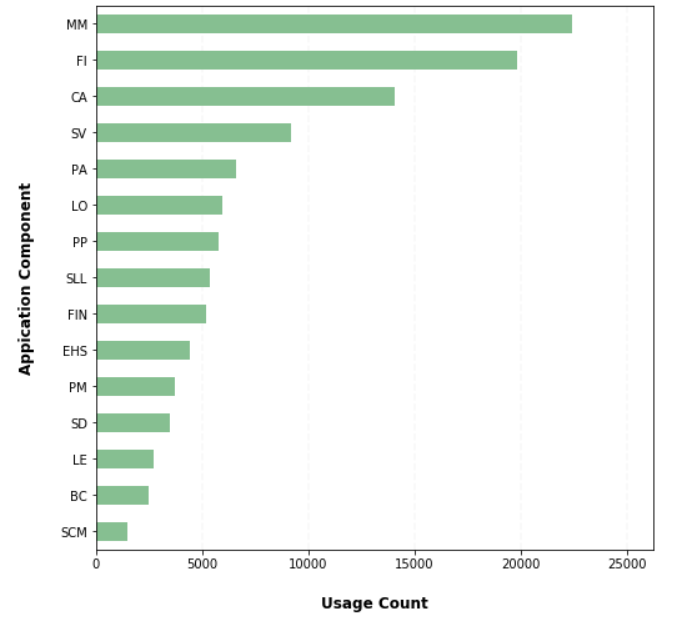 MM
FI
CA
SV
PA
LO
PP
SLL
FIN
EHS
PM
SD
LE
BC
SCM
Appication Component
0 5000 10000 15000 20000 25000
Usage Count